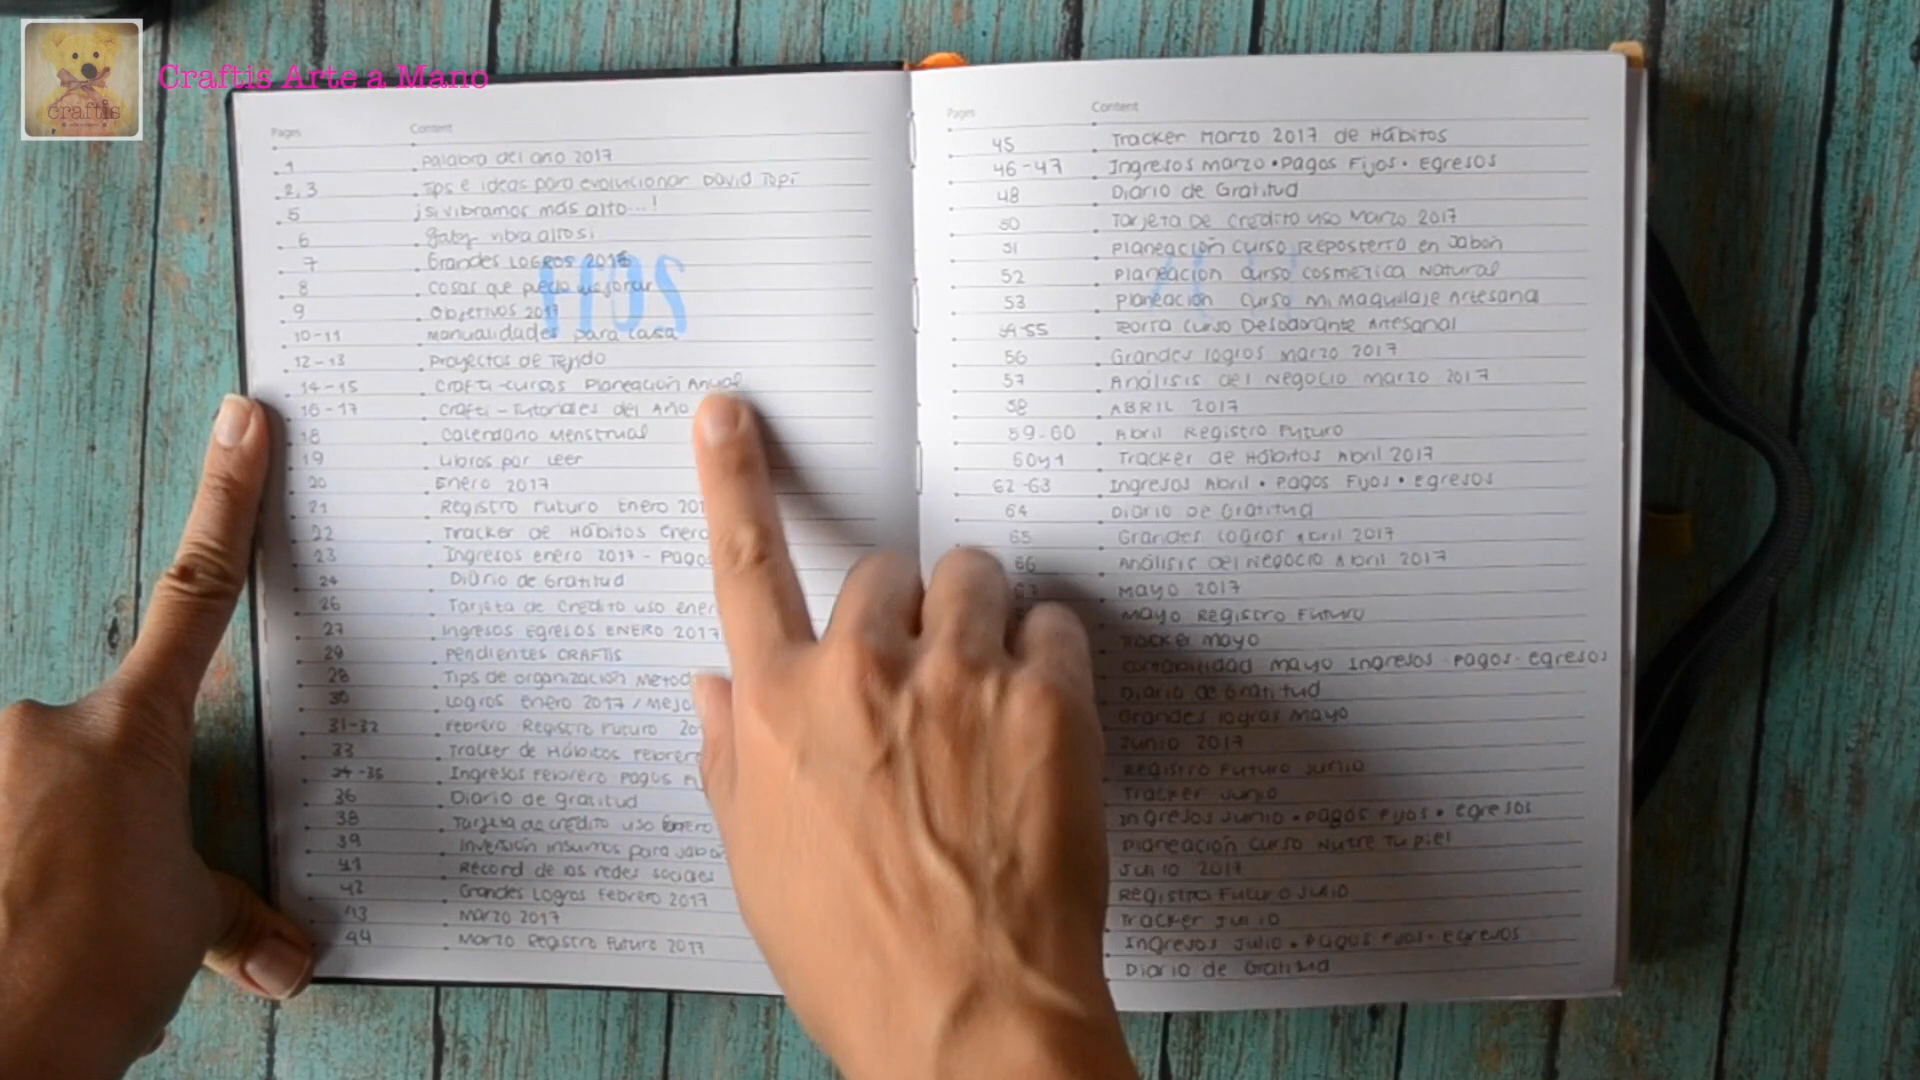 craftis
Craftis Arte a Mano
Pages Content
1 Palabra del año 2017
2, 3 Tips e ideas para evolucionar David Topi
5 ¡si vibramos más alto...!
6 Gaby vibra alto si
7 Grandes LOGROS 2016
8 Cosas que puedo mejorar
9 Objetivos 2017
10-11 manualidades para casa
12-13 Proyectos de Tejido
14-15 Crafti-cursos Planeación Anual
16-17 Crafti-Tutoriales del Año
18 Calendario Menstrual
19 Libros por Leer
20 Enero 2017
21 Registro Futuro Enero 201
22 Tracker de Hábitos Enero
23 Ingresos enero 2017 - Pagos
24 Diario de Gratitud
26 Tarjeta de Crédito uso ener
27 Ingresos Egresos ENERO 2017
29 Pendientes CRAFTIS
28 Tips de organización Metod
30 Logros Enero 2017 / Mejo
31-32 Febrero Registro Futuro 20
33 Tracker de Hábitos Febrero
34-35 Ingresos Febrero Pagos F
36 Diario de gratitud
38 Tarjeta de crédito uso
39 Inversión insumos para Jabon
41 Récord de las redes sociales
42 Grandes Logros Febrero 2017
43 Marzo 2017
44 Marzo Registro Futuro 2017
Pages Content
45 Tracker Marzo 2017 de Hábitos
46-47 Ingresos marzo • Pagos Fijos • Egresos
48 Diario de Gratitud
50 Tarjeta De Crédito uso Marzo 2017
51 Planeación Curso Repostería en Jabón
52 Planeación Curso Cosmética Natural
53 Planeación Curso Mi Maquillaje Artesanal
54-55 Teoría Curso Desodorante Artesanal
56 Grandes logros Marzo 2017
57 Análisis del Negocio Marzo 2017
58 ABRIL 2017
59-60 Abril Registro Futuro
60y1 Tracker de Hábitos Abril 2017
62-63 Ingresos Abril • Pagos Fijos • Egresos
64 Diario de Gratitud
65 Grandes Logros Abril 2017
66 Análisis del Negocio Abril 2017
67 Mayo 2017
Mayo Registro Futuro
Tracker Mayo
Contabilidad Mayo Ingresos - Pagos - Egresos
Diario de Gratitud
Grandes logros Mayo
Junio 2017
Registro Futuro Junio
Tracker Junio
Ingresos Junio • Pagos Fijos • Egresos
Planeación Curso Nutre Tu piel
Julio 2017
Registro Futuro Julio
Tracker Julio
Ingresos Julio • Pagos Fijos • Egresos
Diario de Gratitud